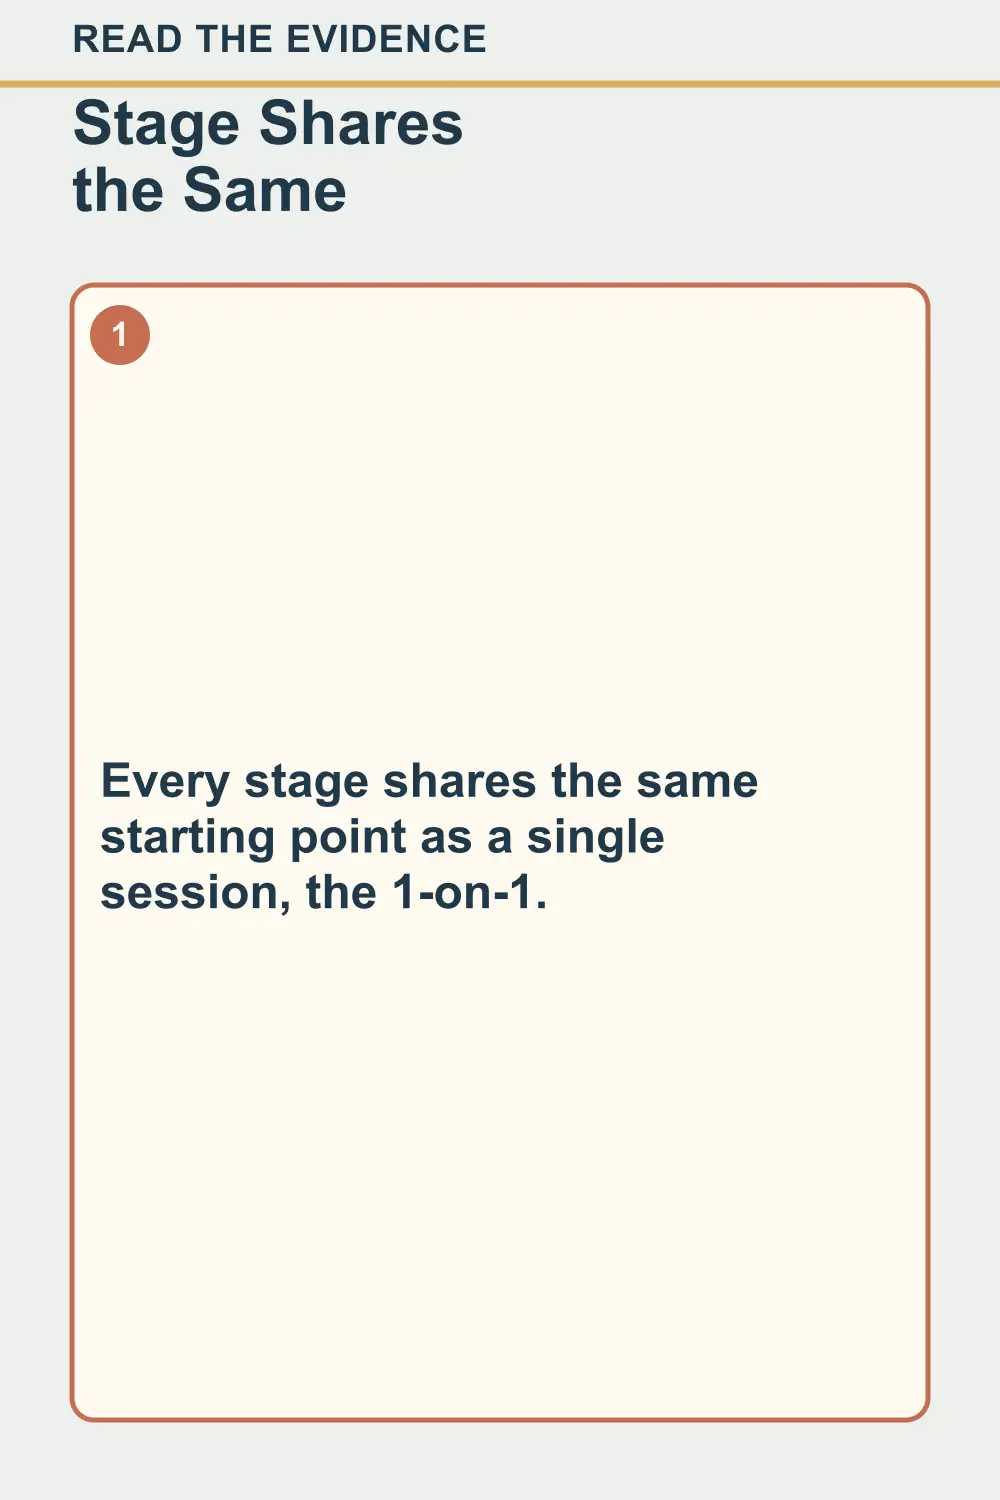 READ THE EVIDENCE
Stage Shares
the Same
1
Every stage shares the same
starting point as a single
session, the 1-on-1.